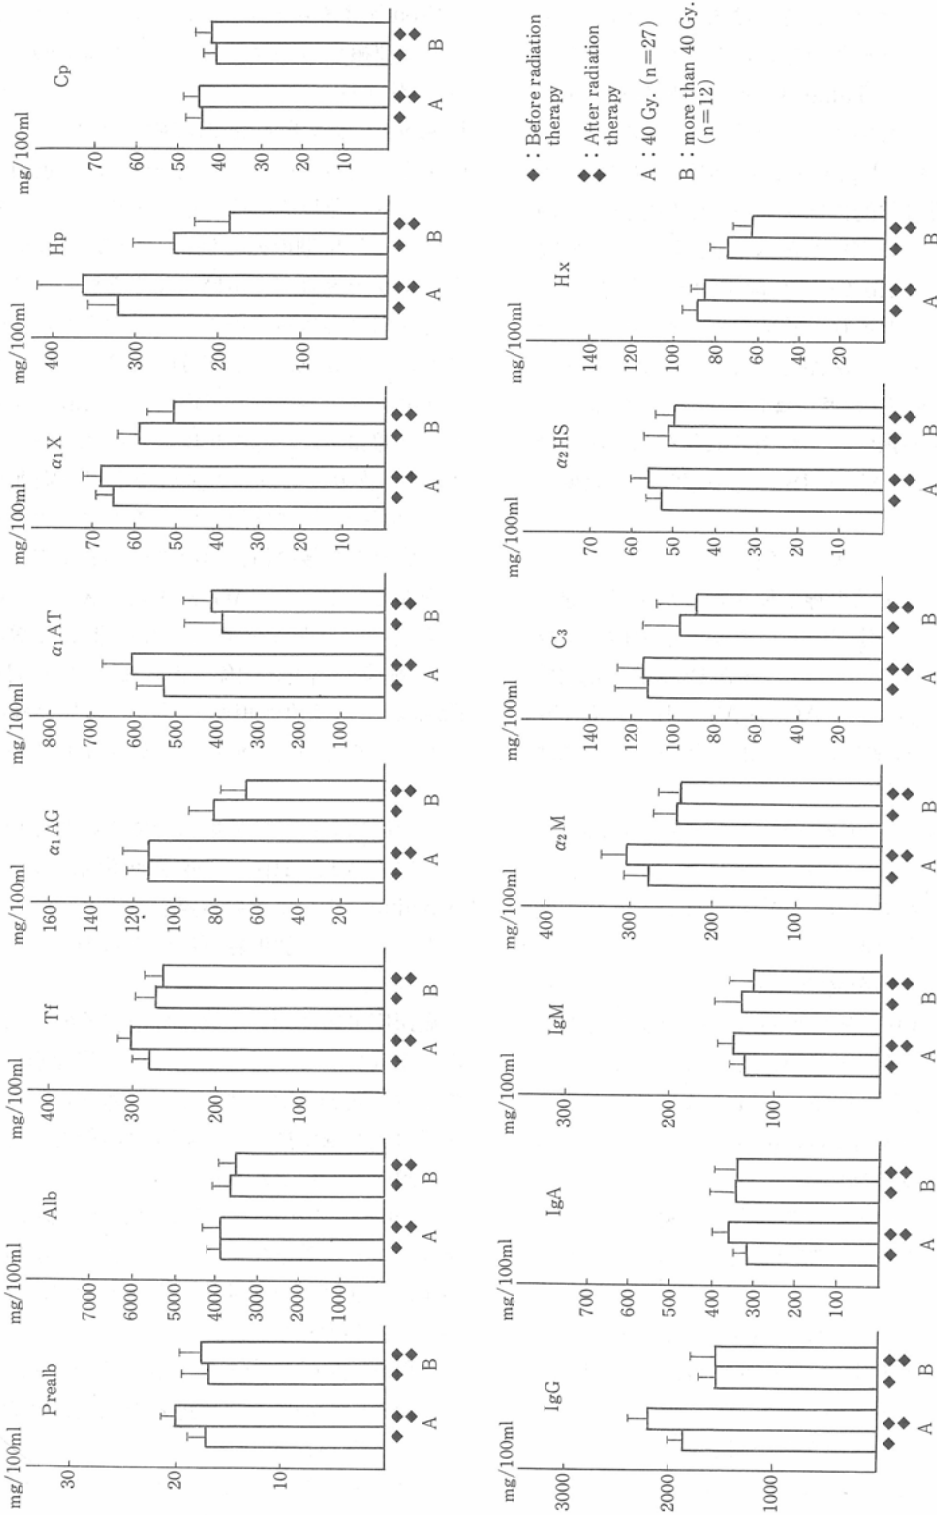 mg/100ml
Prealb
30
20
10
◆ ◆◆ ◆ ◆◆
A B
mg/100ml
Alb
7000
6000
5000
4000
3000
2000
1000
◆ ◆◆ ◆ ◆◆
A B
mg/100ml
Tf
400
300
200
100
◆ ◆◆ ◆ ◆◆
A B
mg/100ml
α₁AG
160
140
120
100
80
60
40
20
◆ ◆◆ ◆ ◆◆
A B
mg/100ml
α₁AT
800
700
600
500
400
300
200
100
◆ ◆◆ ◆ ◆◆
A B
mg/100ml
α₁X
70
60
50
40
30
20
10
◆ ◆◆ ◆ ◆◆
A B
mg/100ml
Hp
400
300
200
100
◆ ◆◆ ◆ ◆◆
A B
mg/100ml
Cp
70
60
50
40
30
20
10
◆ ◆◆ ◆ ◆◆
A B
mg/100ml
IgG
3000
2000
1000
◆ ◆◆ ◆ ◆◆
A B
mg/100ml
IgA
700
600
500
400
300
200
100
◆ ◆◆ ◆ ◆◆
A B
mg/100ml
IgM
300
200
100
◆ ◆◆ ◆ ◆◆
A B
mg/100ml
α₂M
400
300
200
100
◆ ◆◆ ◆ ◆◆
A B
mg/100ml
C₃
140
120
100
80
60
40
20
◆ ◆◆ ◆ ◆◆
A B
mg/100ml
α₂HS
70
60
50
40
30
20
10
◆ ◆◆ ◆ ◆◆
A B
mg/100ml
Hx
140
120
100
80
60
40
20
◆ ◆◆ ◆ ◆◆
A B
◆ : Before radiation
therapy
◆◆ : After radiation
therapy
A : 40 Gy. (n=27)
B : more than 40 Gy.
(n=12)